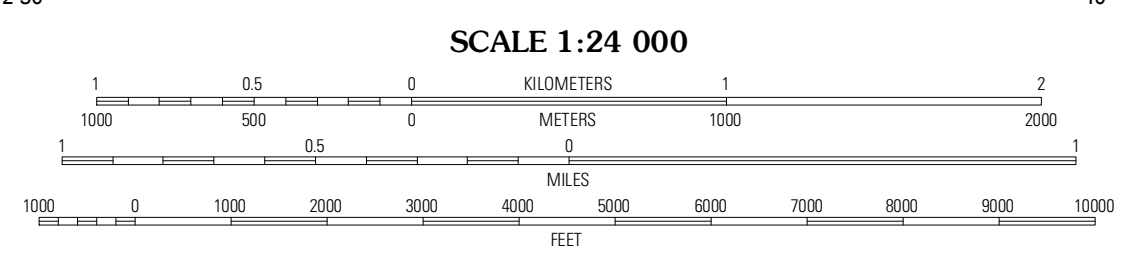 SCALE 1:24 000
1 0.5 0 KILOMETERS 1 2
1000 500 0 METERS 1000 2000
1 0.5 0 1
MILES
1000 0 1000 2000 3000 4000 5000 6000 7000 8000 9000 10000
FEET